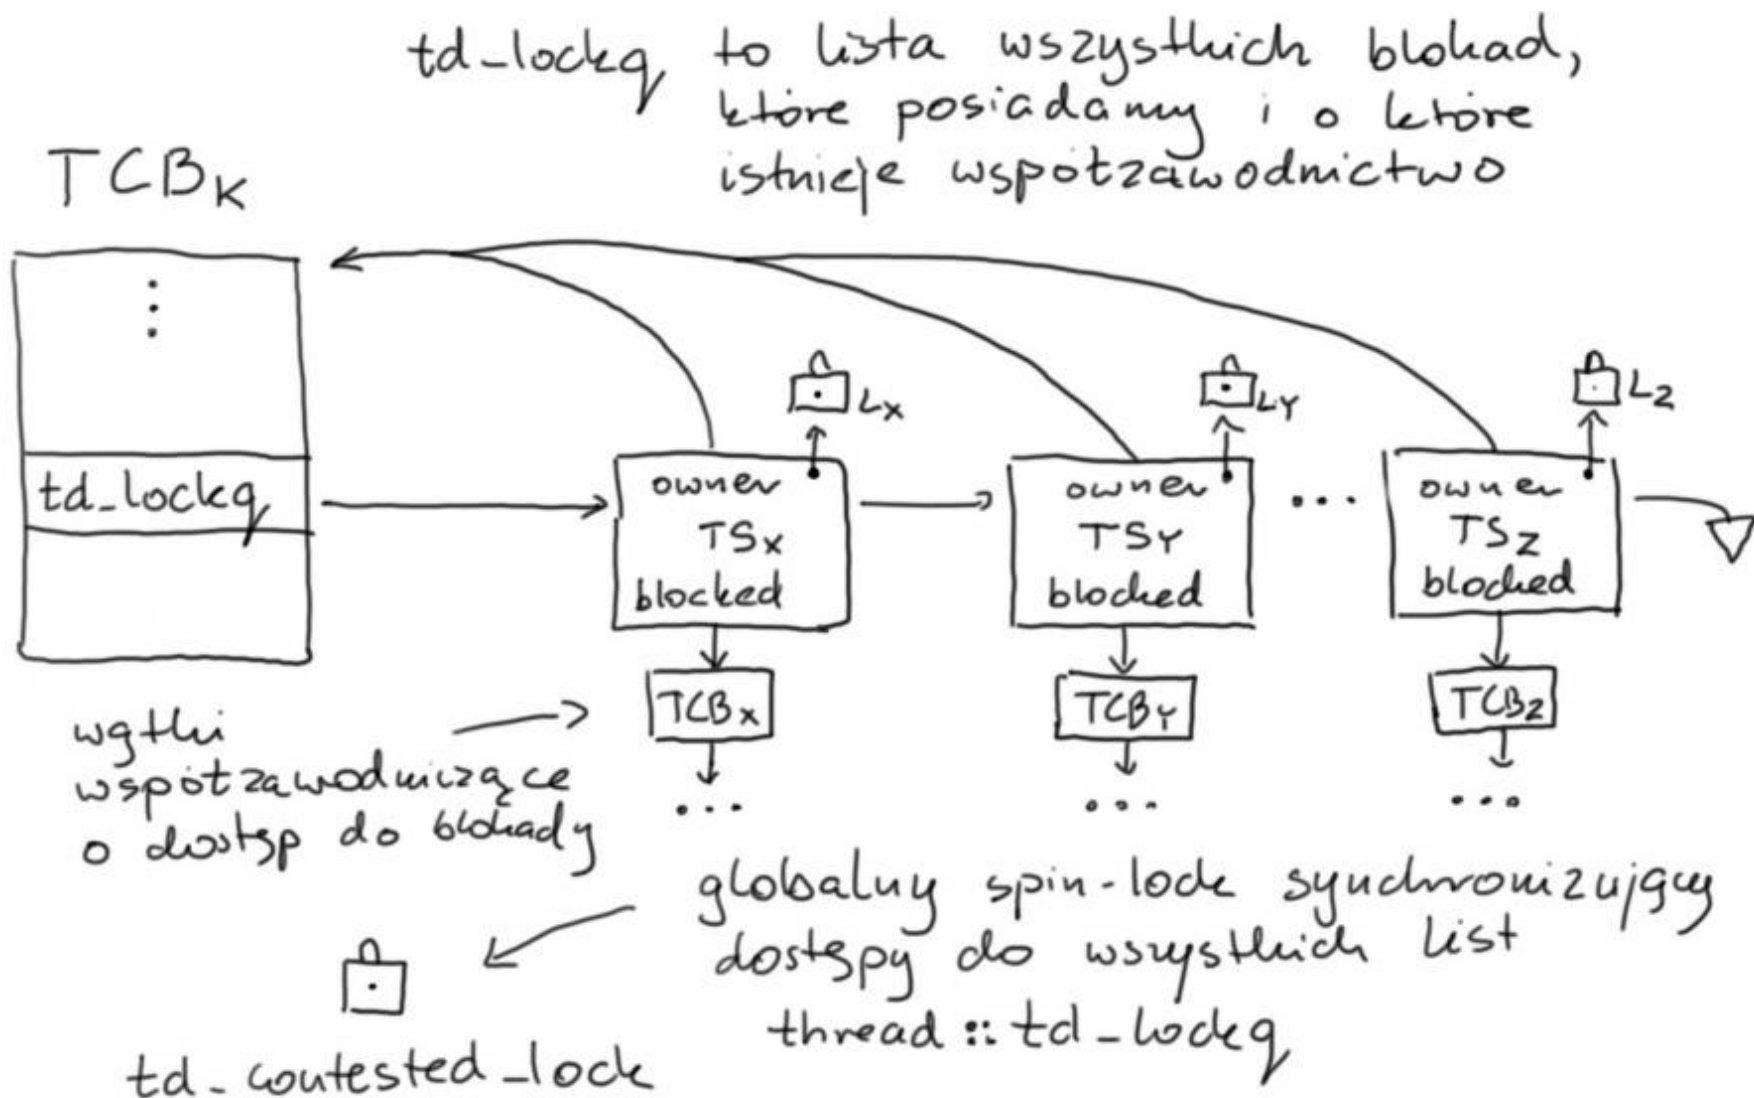 td_lockq to lista wszystkich blokad,
które posiadamy i o które
istnieje współzawodnictwo
TCBK
td_lockq
LX
LY
LZ
owner
TSX
blocked
owner
TSY
blocked
...
owner
TSZ
blocked
TCBX
...
TCBY
...
TCBZ
...
wątki
współzawodniczące
o dostęp do blokady
globalny spin-lock synchronizujący
dostępy do wszystkich list
thread::td_lockq
td_contested_lock